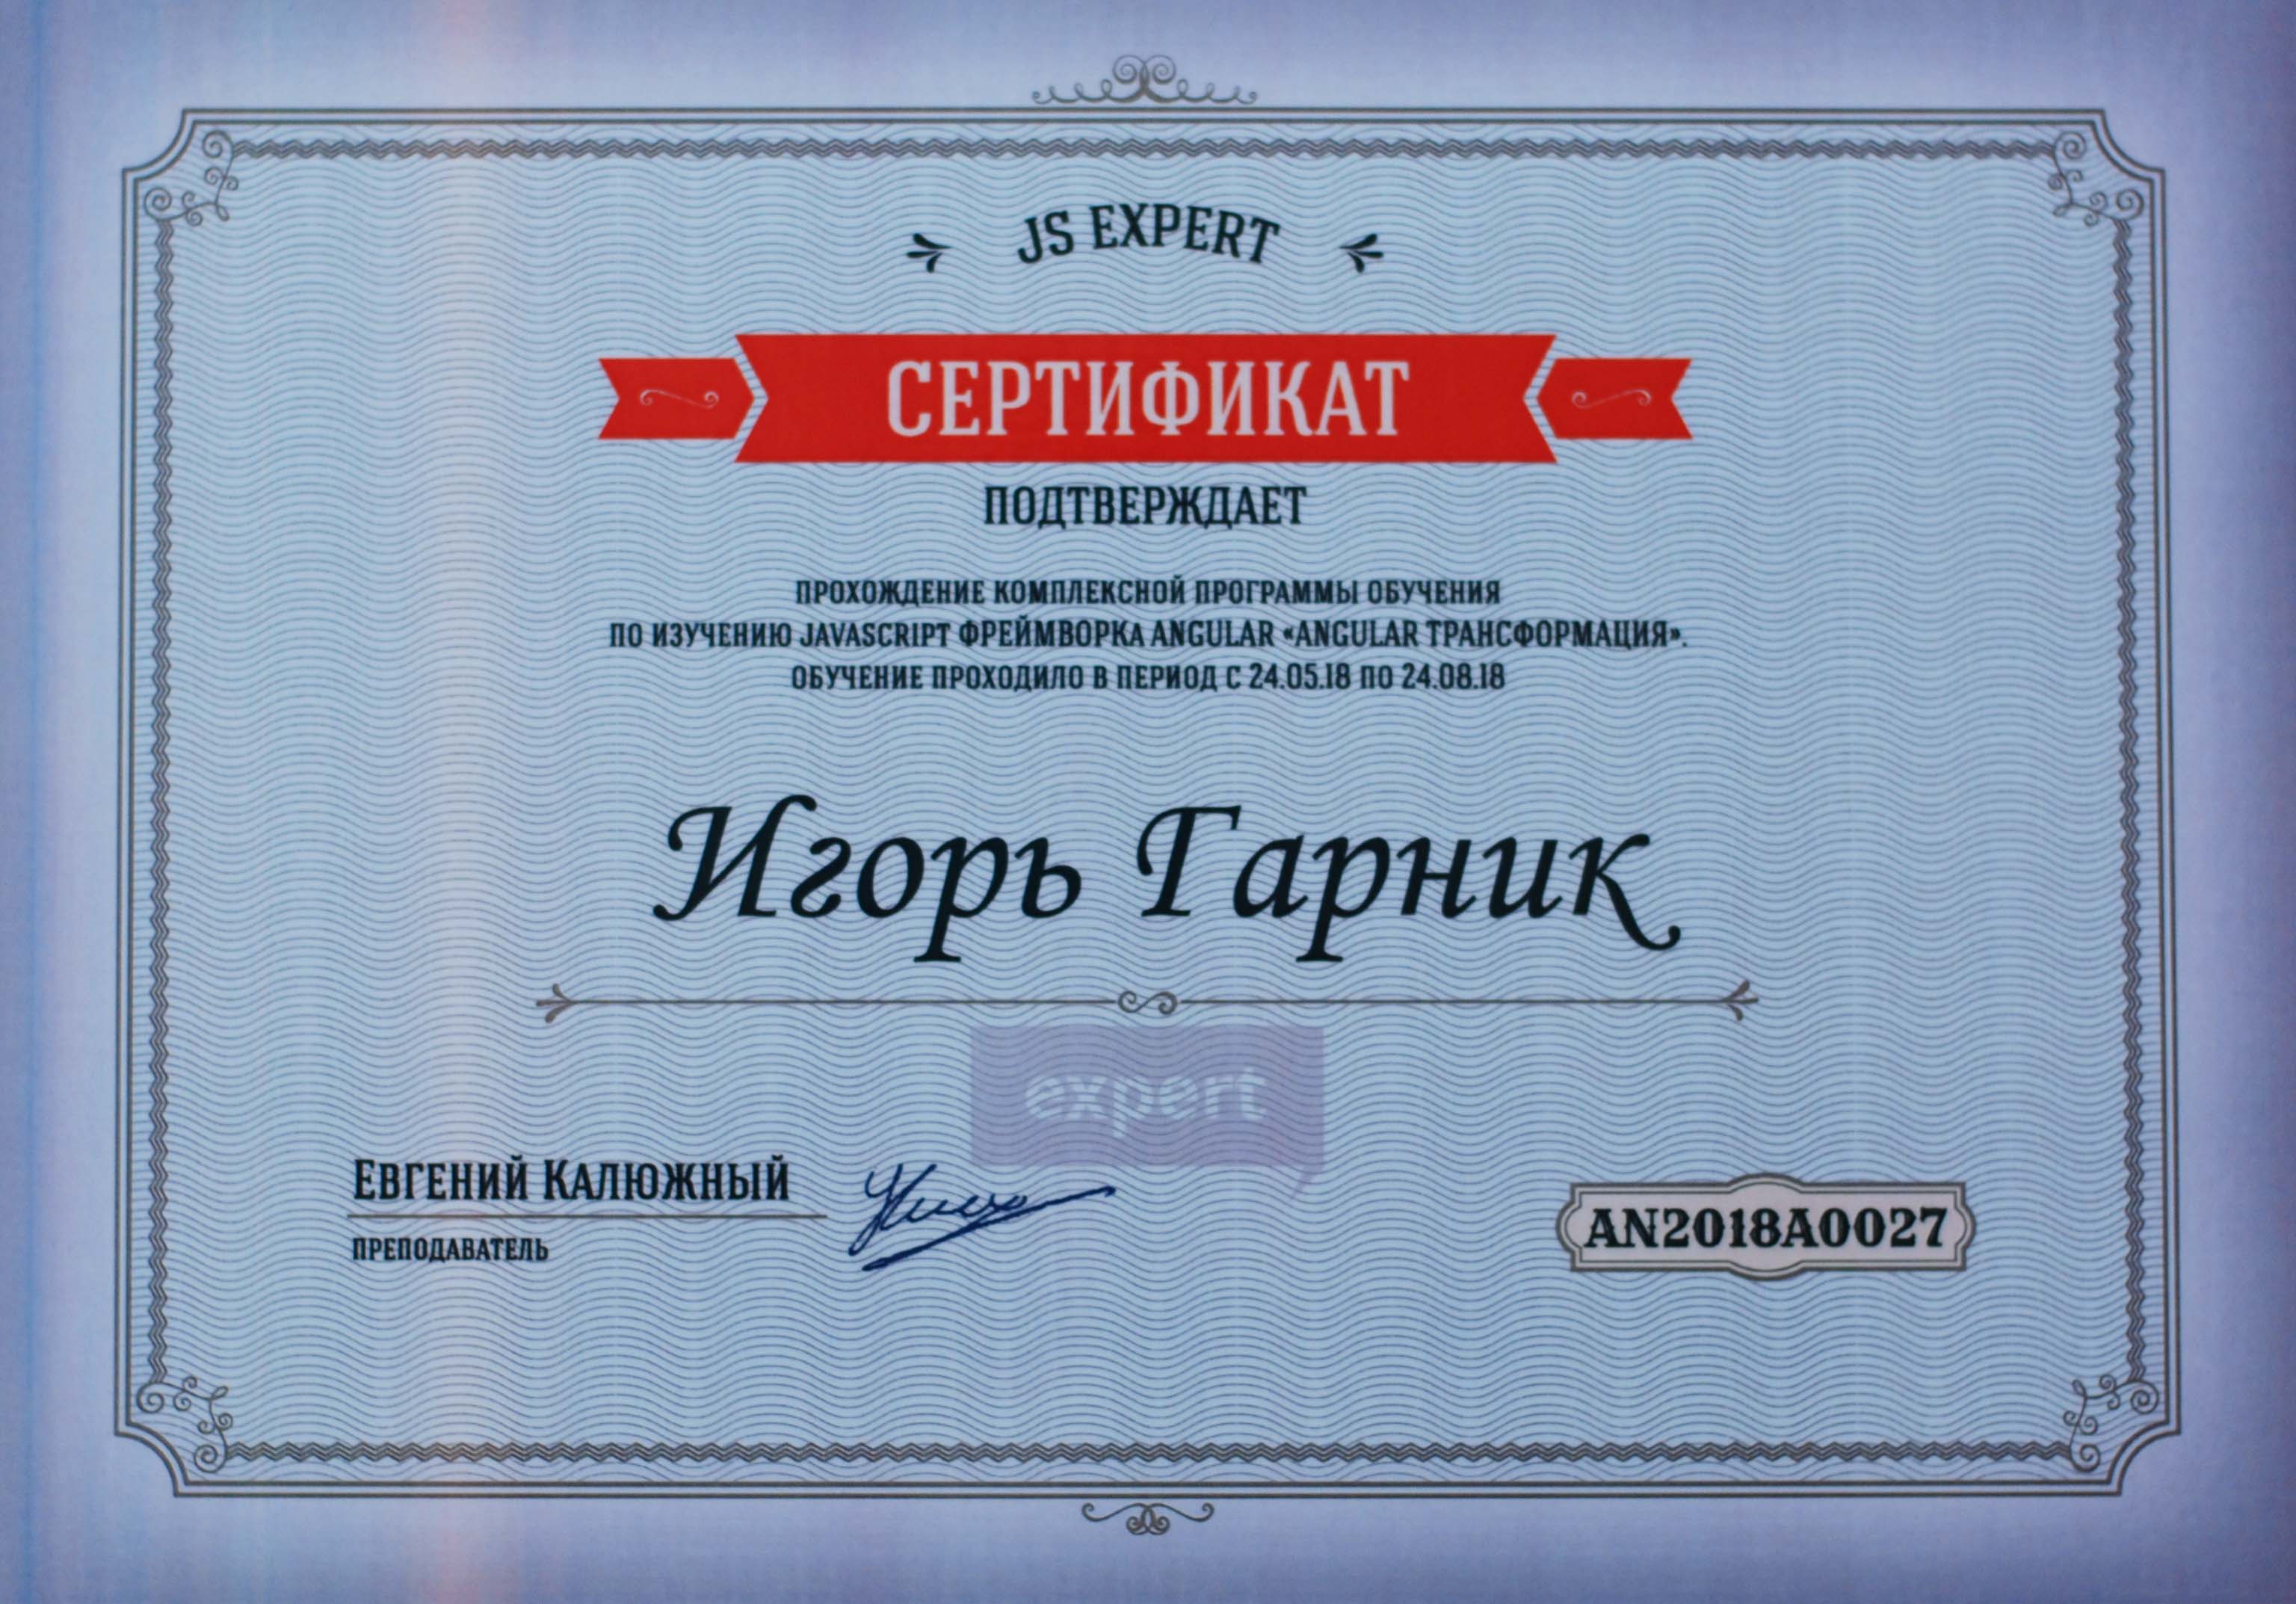 JS EXPERT
СЕРТИФИКАТ
ПОДТВЕРЖДАЕТ
ПРОХОЖДЕНИЕ КОМПЛЕКСНОЙ ПРОГРАММЫ ОБУЧЕНИЯ
ПО ИЗУЧЕНИЮ JAVASCRIPT ФРЕЙМВОРКА ANGULAR «ANGULAR ТРАНСФОРМАЦИЯ».
ОБУЧЕНИЕ ПРОХОДИЛО В ПЕРИОД С 24.05.18 ПО 24.08.18
Игорь Гарник
expert
ЕВГЕНИЙ КАЛЮЖНЫЙ
ПРЕПОДАВАТЕЛЬ
AN2018A0027